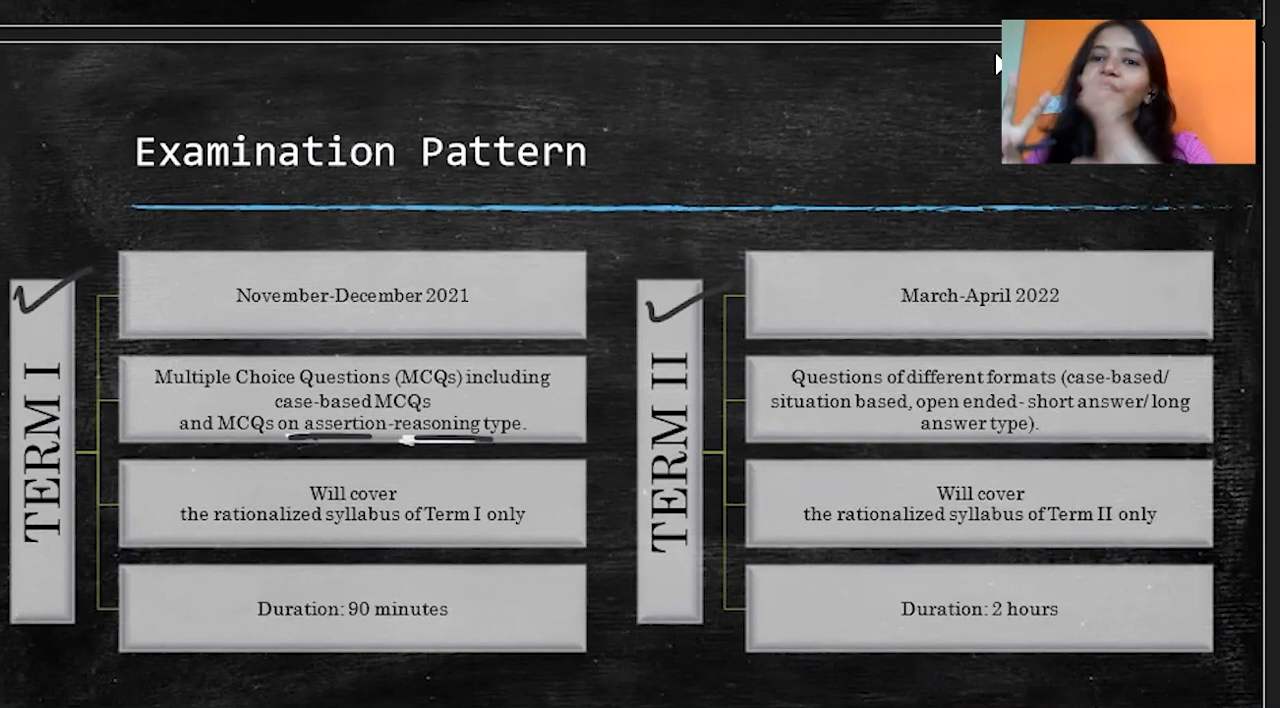 Examination Pattern
TERM I
November-December 2021
Multiple Choice Questions (MCQs) including
case-based MCQs
and MCQs on assertion-reasoning type.
Will cover
the rationalized syllabus of Term I only
Duration: 90 minutes
TERM II
March-April 2022
Questions of different formats (case-based/
situation based, open ended- short answer/ long
answer type).
Will cover
the rationalized syllabus of Term II only
Duration: 2 hours